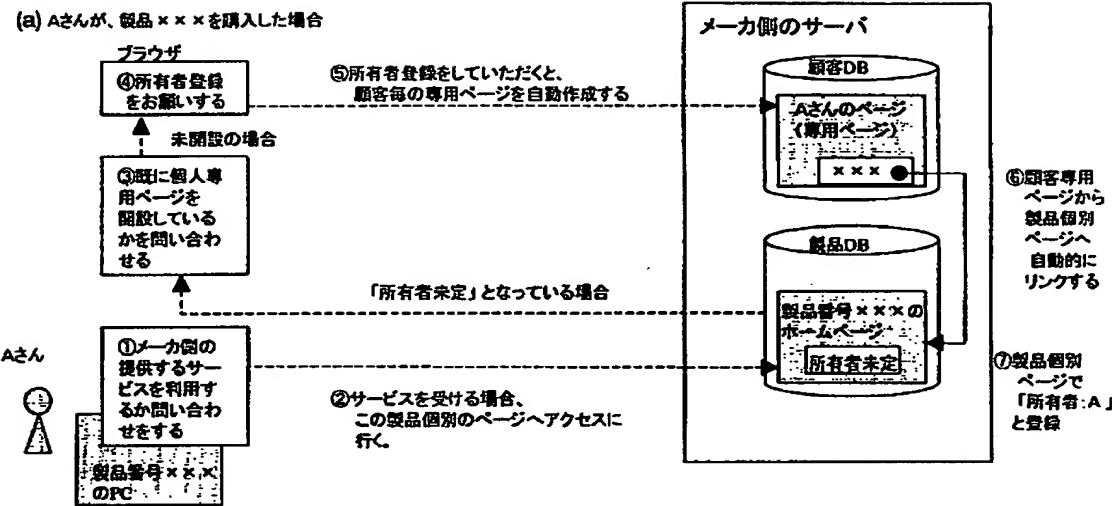 (a) Aさんが、製品×××を購入した場合
ブラウザ
④所有者登録
をお願いする
未開設の場合
③既に個人専
用ページを
開設している
かを問い合わ
せる
⑤所有者登録をしていただくと、
顧客毎の専用ページを自動作成する
「所有者未定」となっている場合
Aさん
①メーカ側の
提供するサー
ビスを利用す
るか問い合わ
せをする
製品番号×××
のPC
②サービスを受ける場合、
この製品個別のページへアクセスに
行く。
メーカ側のサーバ
顧客DB
Aさんのページ
(専用ページ)
×××
製品DB
製品番号×××の
ホームページ
所有者未定
⑥顧客専用
ページから
製品個別
ページへ
自動的に
リンクする
⑦製品個別
ページで
「所有者:A」
と登録